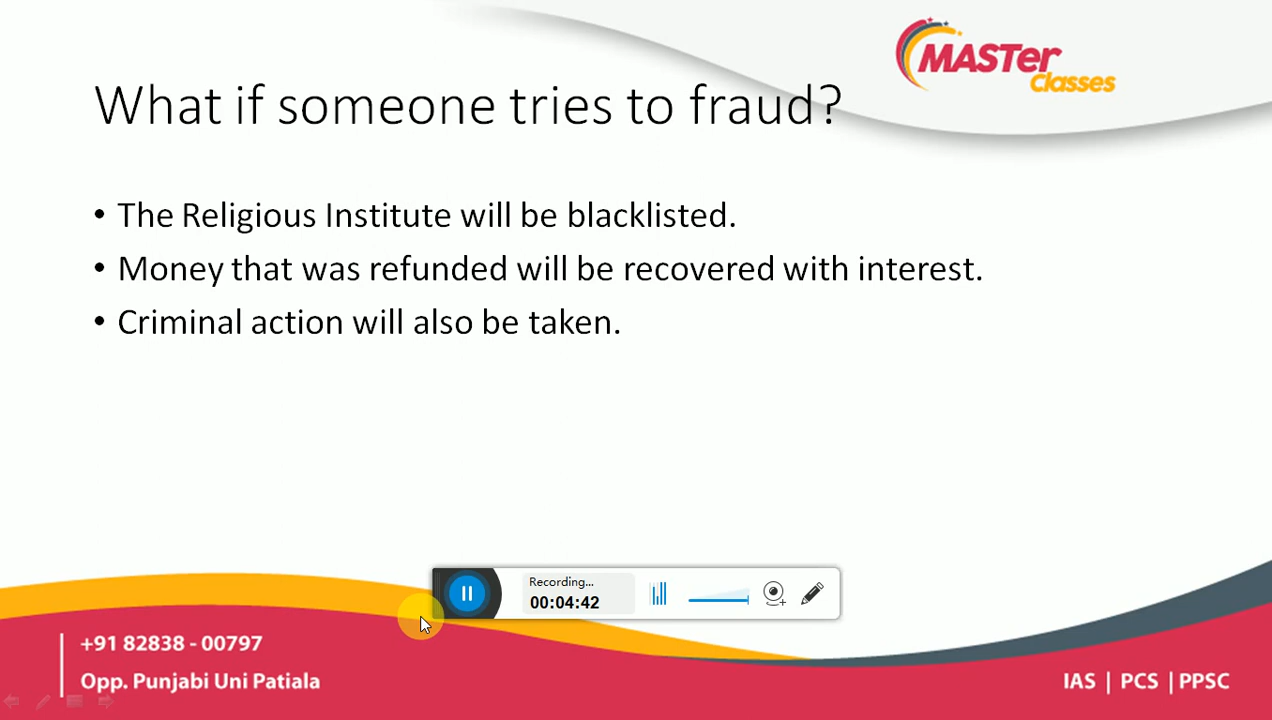 MASTer
Classes
What if someone tries to fraud?
• The Religious Institute will be blacklisted.
• Money that was refunded will be recovered with interest.
• Criminal action will also be taken.
Recording...
00:04:42
+91 82838 - 00797
Opp. Punjabi Uni Patiala
IAS | PCS | PPSC